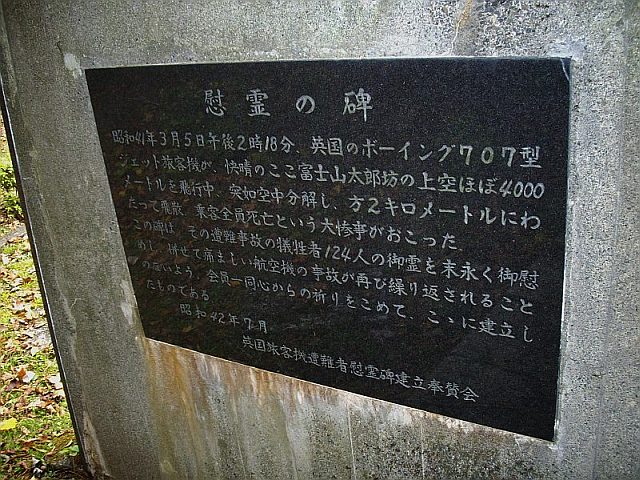 慰霊の碑
昭和41年3月5日午後2時18分、英国のボーイング707型
ジェット旅客機が、快晴のここ富士山太郎坊の上空ほぼ4000
メートルを飛行中、突如空中分解し、方2キロメートルにわ
だって飛散、乗客全員死亡という大惨事がおこった。
この碑は、その遭難事故の犠牲者124人の御霊を末永く御慰
めし、併せて痛ましい航空機の事故が再び繰り返されること
の無いよう、会員一同心からの祈りをこめて、こゝに建立し
たものである
昭和42年7月
英国旅客機遭難者慰霊碑建立奉賛会